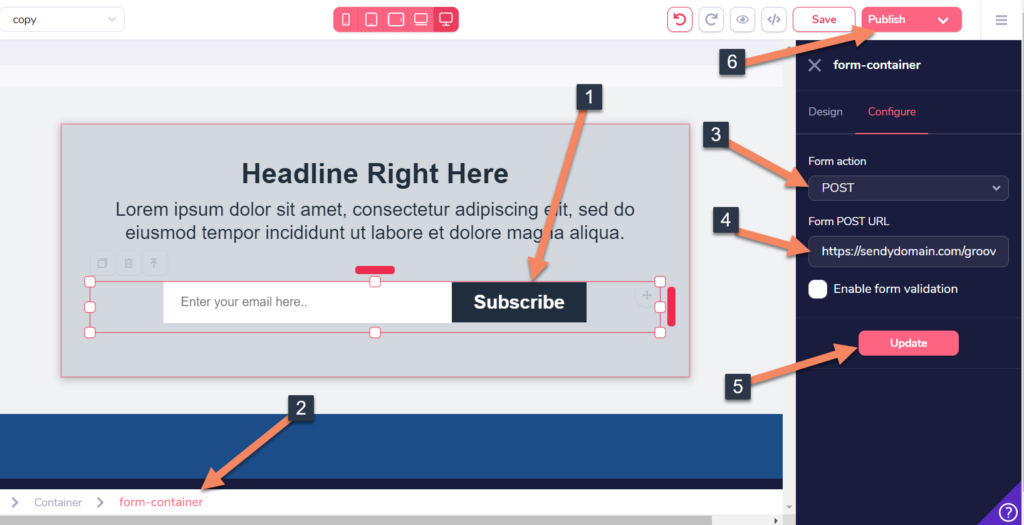 copy
Save
Publish
6
form-container
1
Design
Configure
3
Form action
POST
Headline Right Here
Lorem ipsum dolor sit amet, consectetur adipiscing elit, sed do
eiusmod tempor incididunt ut labore et dolore magna aliqua.
4
Form POST URL
https://sendydomain.com/groov
Enter your email here..
Subscribe
Enable form validation
Update
5
2
Container
form-container
?